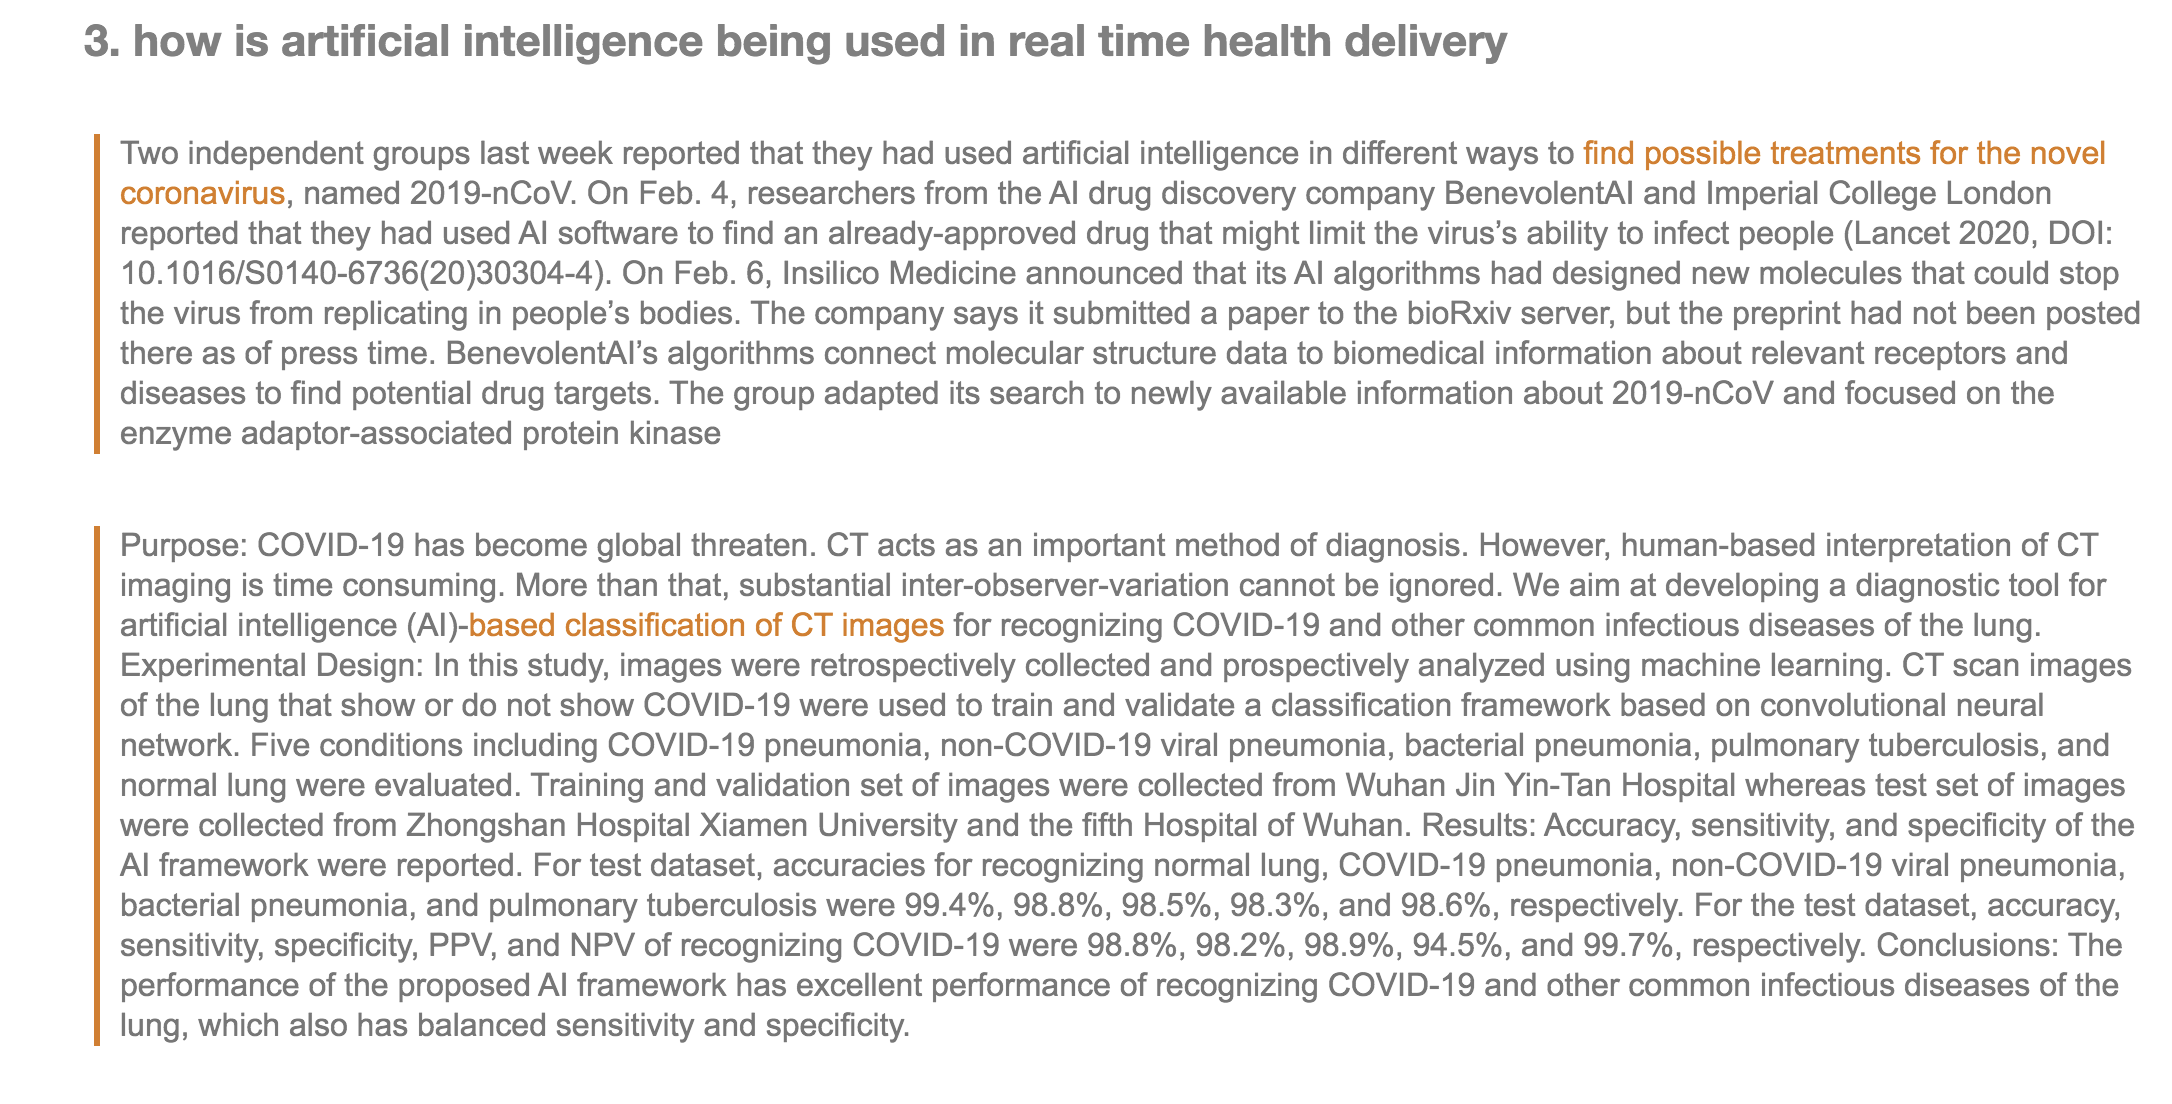 3. how is artificial intelligence being used in real time health delivery
Two independent groups last week reported that they had used artificial intelligence in different ways to find possible treatments for the novel
coronavirus, named 2019-nCoV. On Feb. 4, researchers from the AI drug discovery company BenevolentAI and Imperial College London
reported that they had used AI software to find an already-approved drug that might limit the virus’s ability to infect people (Lancet 2020, DOI:
10.1016/S0140-6736(20)30304-4). On Feb. 6, Insilico Medicine announced that its AI algorithms had designed new molecules that could stop
the virus from replicating in people’s bodies. The company says it submitted a paper to the bioRxiv server, but the preprint had not been posted
there as of press time. BenevolentAI’s algorithms connect molecular structure data to biomedical information about relevant receptors and
diseases to find potential drug targets. The group adapted its search to newly available information about 2019-nCoV and focused on the
enzyme adaptor-associated protein kinase
Purpose: COVID-19 has become global threaten. CT acts as an important method of diagnosis. However, human-based interpretation of CT
imaging is time consuming. More than that, substantial inter-observer-variation cannot be ignored. We aim at developing a diagnostic tool for
artificial intelligence (AI)-based classification of CT images for recognizing COVID-19 and other common infectious diseases of the lung.
Experimental Design: In this study, images were retrospectively collected and prospectively analyzed using machine learning. CT scan images
of the lung that show or do not show COVID-19 were used to train and validate a classification framework based on convolutional neural
network. Five conditions including COVID-19 pneumonia, non-COVID-19 viral pneumonia, bacterial pneumonia, pulmonary tuberculosis, and
normal lung were evaluated. Training and validation set of images were collected from Wuhan Jin Yin-Tan Hospital whereas test set of images
were collected from Zhongshan Hospital Xiamen University and the fifth Hospital of Wuhan. Results: Accuracy, sensitivity, and specificity of the
AI framework were reported. For test dataset, accuracies for recognizing normal lung, COVID-19 pneumonia, non-COVID-19 viral pneumonia,
bacterial pneumonia, and pulmonary tuberculosis were 99.4%, 98.8%, 98.5%, 98.3%, and 98.6%, respectively. For the test dataset, accuracy,
sensitivity, specificity, PPV, and NPV of recognizing COVID-19 were 98.8%, 98.2%, 98.9%, 94.5%, and 99.7%, respectively. Conclusions: The
performance of the proposed AI framework has excellent performance of recognizing COVID-19 and other common infectious diseases of the
lung, which also has balanced sensitivity and specificity.